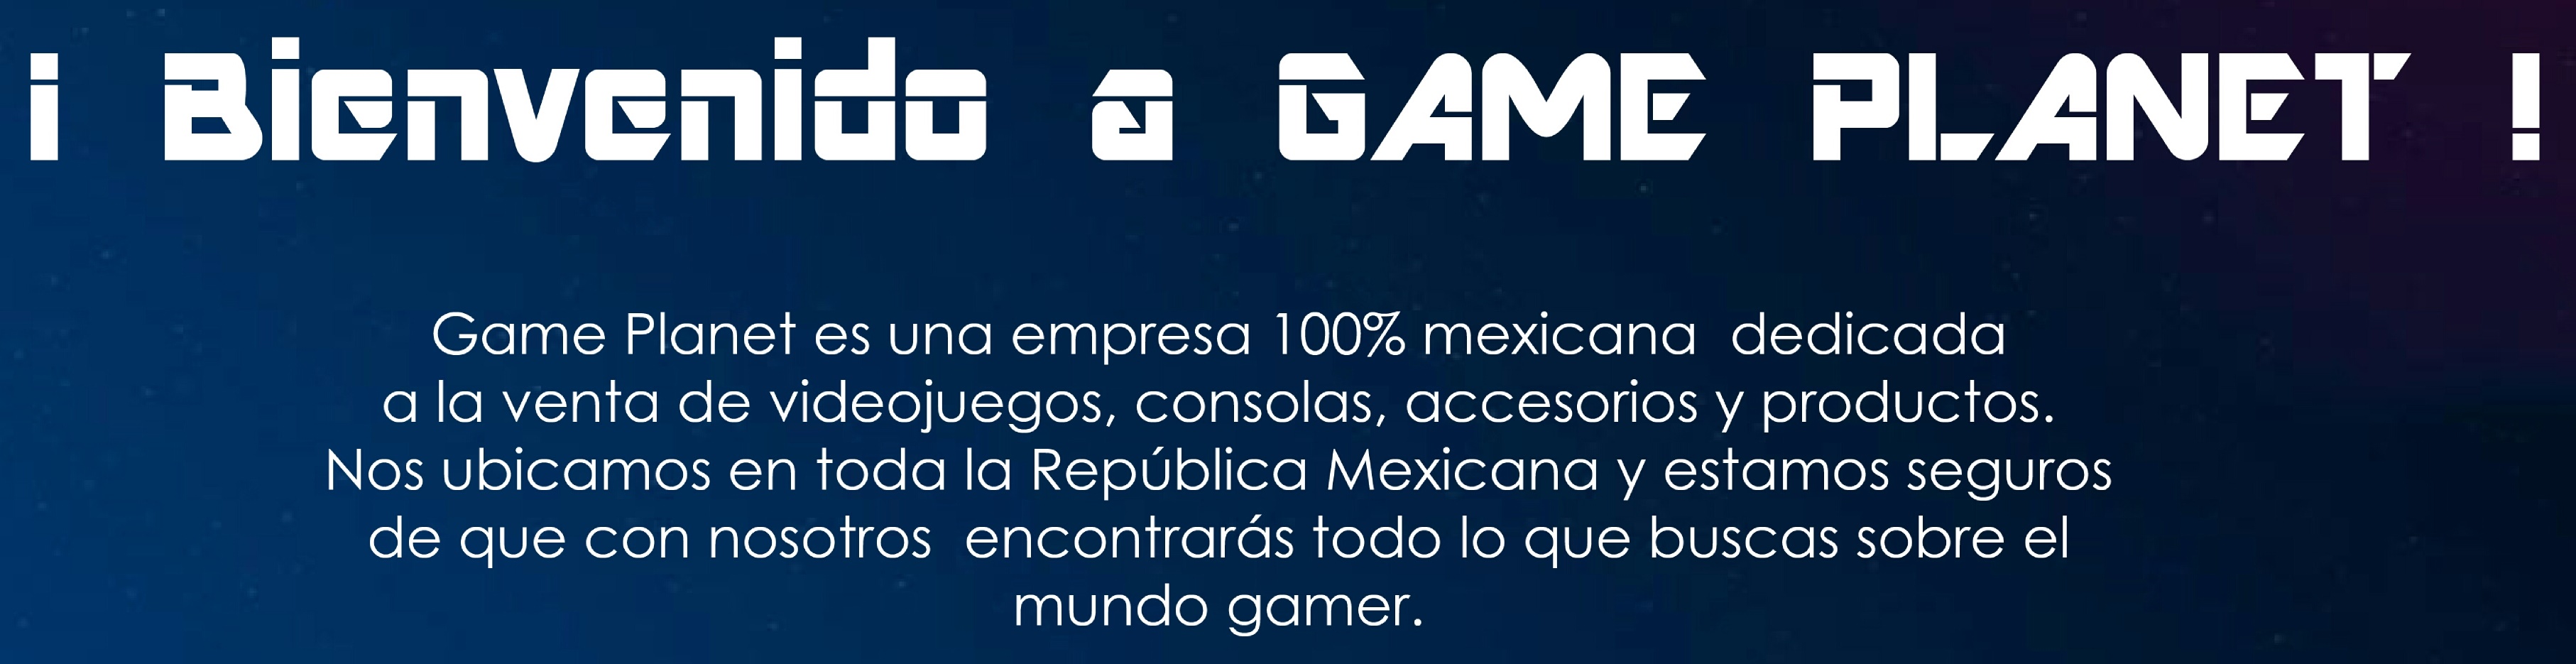 ¡ Bienvenido a GAME PLANET !
Game Planet es una empresa 100% mexicana dedicada
a la venta de videojuegos, consolas, accesorios y productos.
Nos ubicamos en toda la República Mexicana y estamos seguros
de que con nosotros encontrarás todo lo que buscas sobre el
mundo gamer.